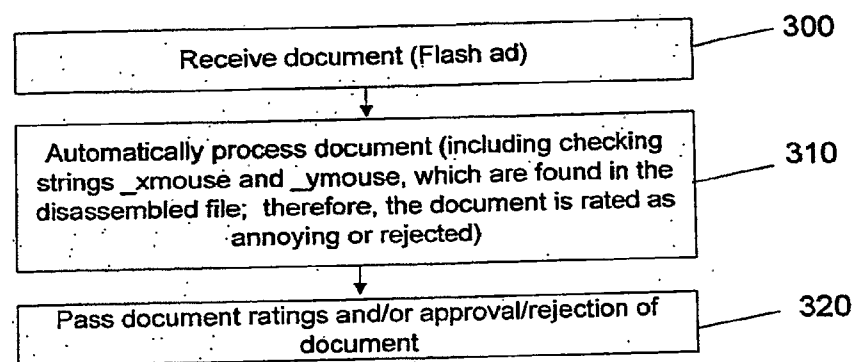 Receive document (Flash ad)
300
Automatically process document (including checking
strings _xmouse and _ymouse, which are found in the
disassembled file; therefore, the document is rated as
annoying or rejected)
310
Pass document ratings and/or approval/rejection of
document
320